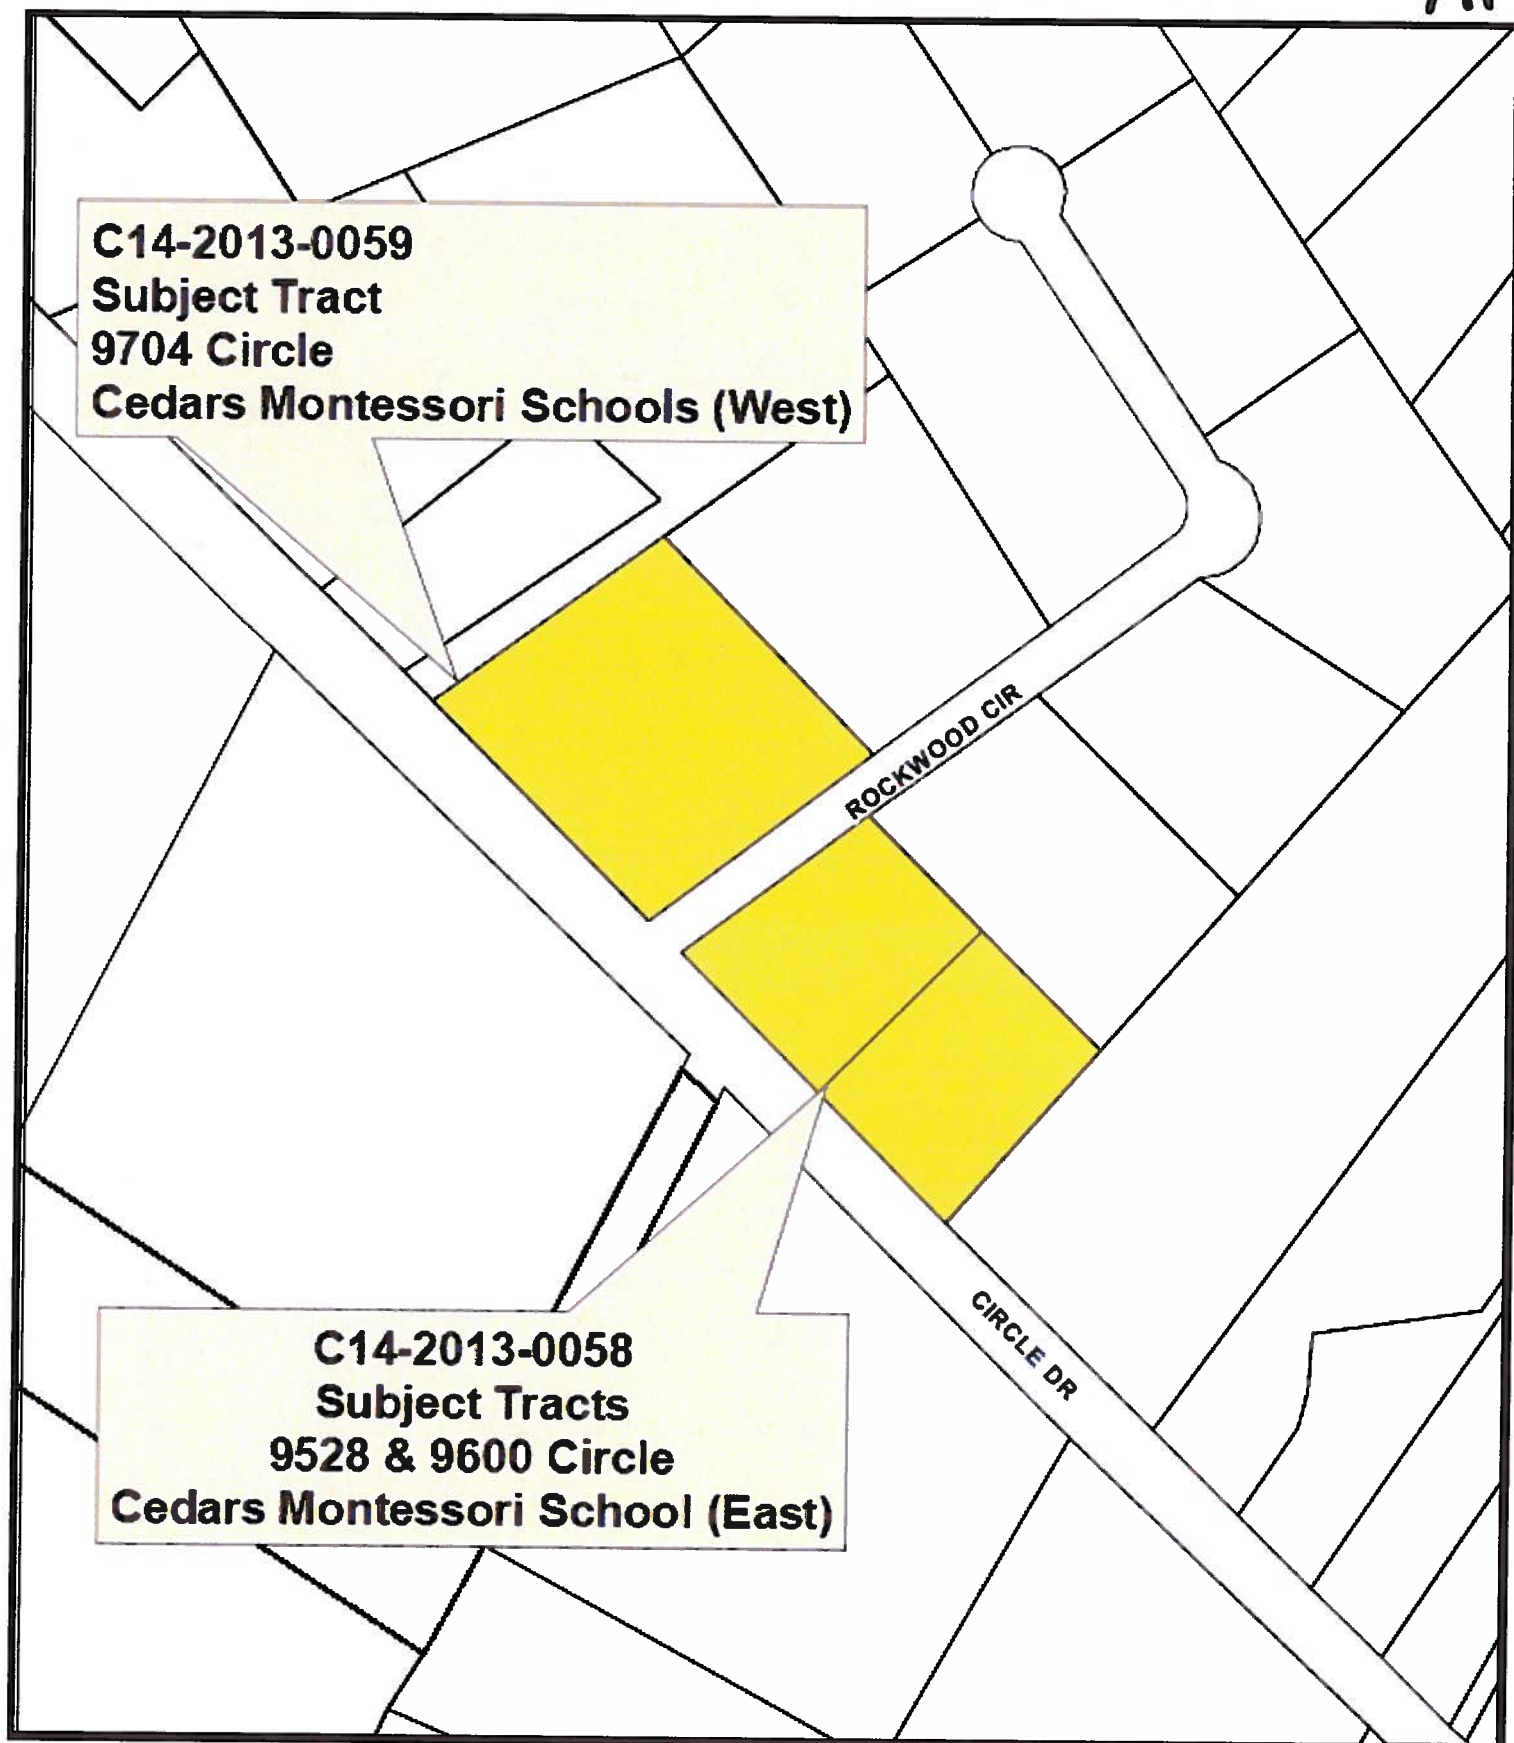 C14-2013-0059
Subject Tract
9704 Circle
Cedars Montessori Schools (West)
ROCKWOOD CIR
CIRCLE DR
C14-2013-0058
Subject Tracts
9528 & 9600 Circle
Cedars Montessori School (East)